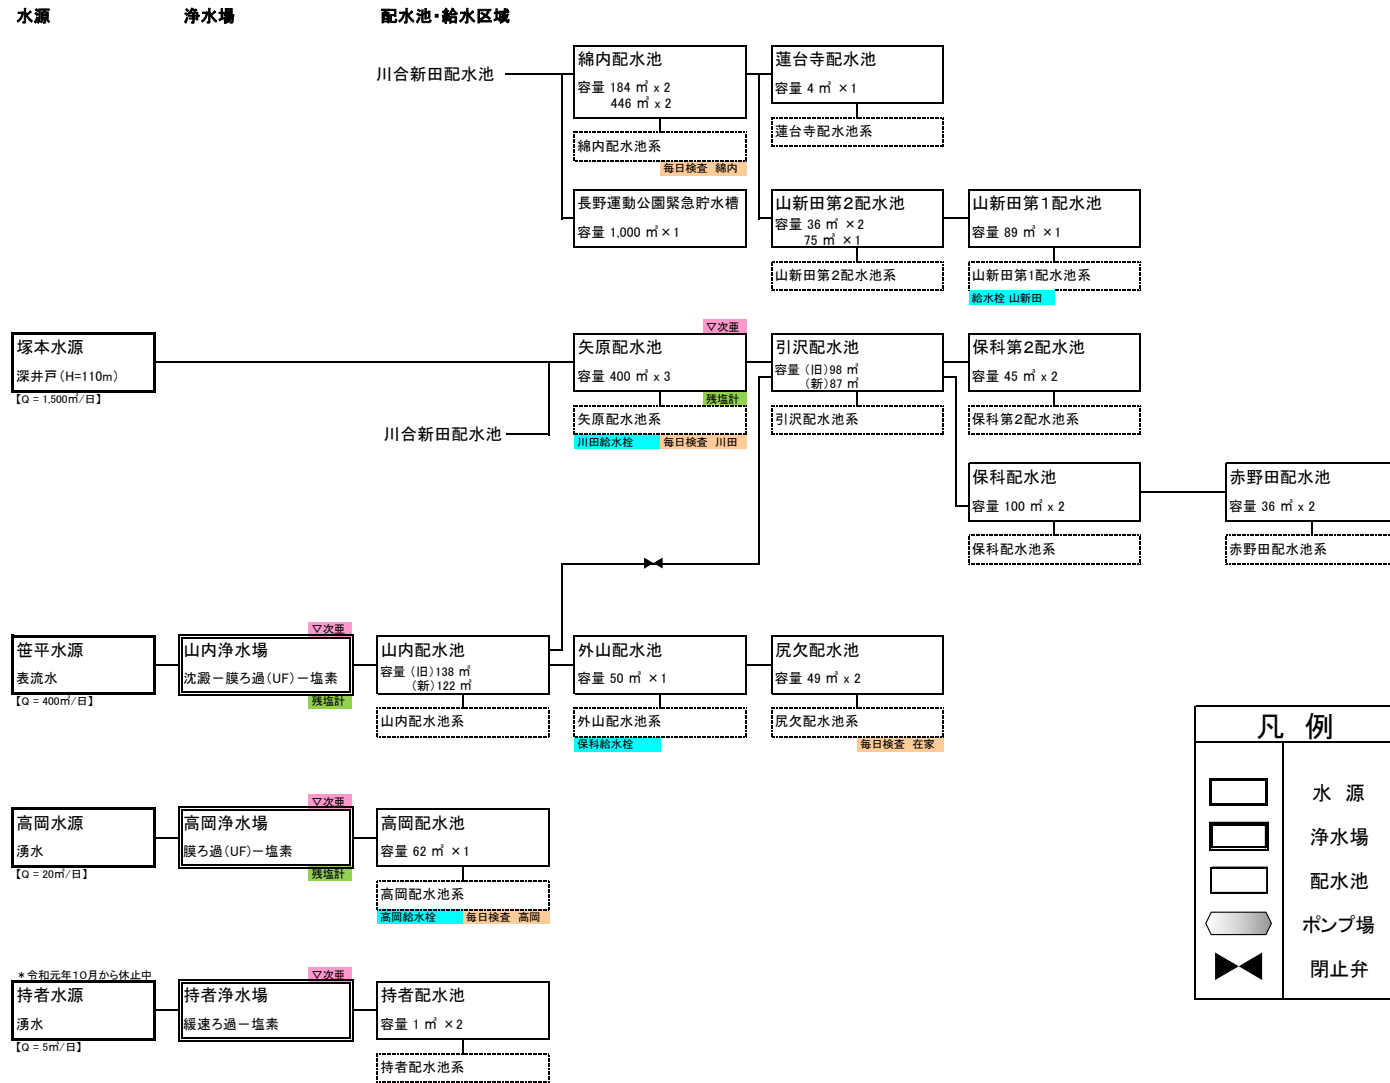 水源
浄水場
配水池・給水区域
川合新田配水池
綿内配水池
容量 184 ㎥ x 2
446 ㎥ x 2
綿内配水池系
毎日検査 綿内
蓮台寺配水池
容量 4 ㎥ ×1
蓮台寺配水池系
長野運動公園緊急貯水槽
容量 1,000 ㎥×1
山新田第2配水池
容量 36 ㎥ ×2
75 ㎥ ×1
山新田第2配水池系
山新田第1配水池
容量 89 ㎥ ×1
山新田第1配水池系
給水栓 山新田
塚本水源
深井戸(H=110m)
【Q = 1,500㎥/日】
川合新田配水池
▽次亜
矢原配水池
容量 400 ㎥ x 3
残塩計
矢原配水池系
川田給水栓
毎日検査 川田
引沢配水池
容量 (旧)98 ㎥
(新)87 ㎥
引沢配水池系
保科第2配水池
容量 45 ㎥ x 2
保科第2配水池系
保科配水池
容量 100 ㎥ x 2
保科配水池系
赤野田配水池
容量 36 ㎥ x 2
赤野田配水池系
笹平水源
表流水
【Q = 400㎥/日】
▽次亜
山内浄水場
沈澱－膜ろ過(UF)－塩素
残塩計
山内配水池
容量 (旧)138 ㎥
(新)122 ㎥
山内配水池系
外山配水池
容量 50 ㎥ ×1
外山配水池系
保科給水栓
尻欠配水池
容量 49 ㎥ x 2
尻欠配水池系
毎日検査 在家
高岡水源
湧水
【Q = 20㎥/日】
▽次亜
高岡浄水場
膜ろ過(UF)－塩素
残塩計
高岡配水池
容量 62 ㎥ ×1
高岡配水池系
高岡給水栓
毎日検査 高岡
＊令和元年10月から休止中
持者水源
湧水
【Q = 5㎥/日】
▽次亜
持者浄水場
緩速ろ過－塩素
持者配水池
容量 1 ㎥ ×2
持者配水池系
凡 例
水 源
浄水場
配水池
ポンプ場
閉止弁